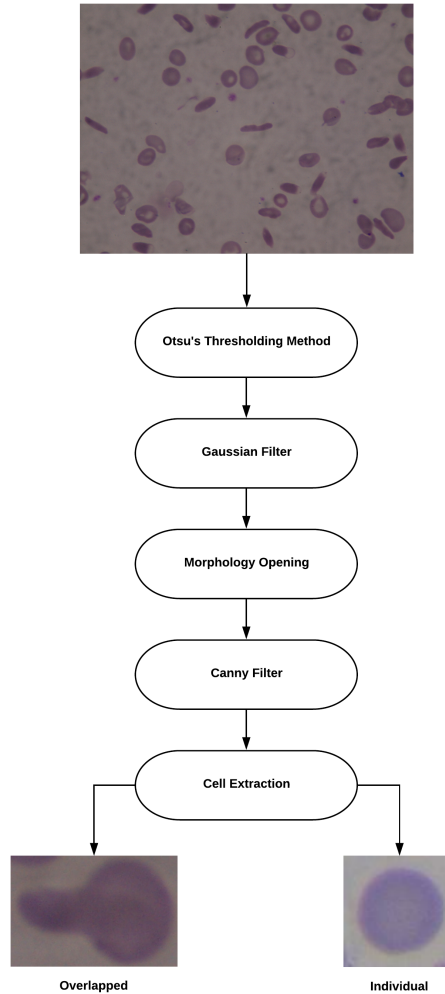 Otsu's Thresholding Method
Gaussian Filter
Morphology Opening
Canny Filter
Cell Extraction
Overlapped
Individual